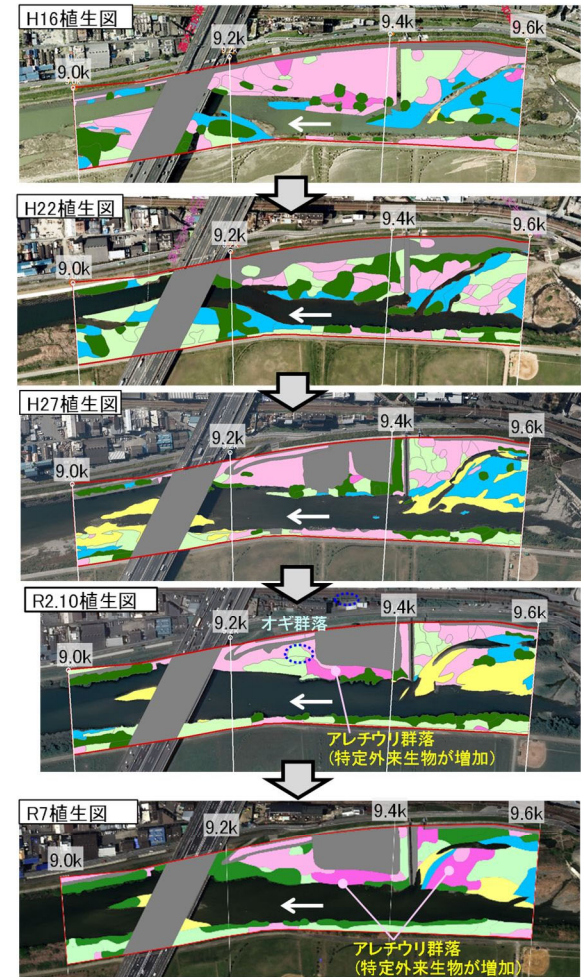 H16植生図
9.0k
9.2k
9.4k
9.6k
H22植生図
9.0k
9.2k
9.4k
9.6k
H27植生図
9.0k
9.2k
9.4k
9.6k
R2.10植生図
9.0k
9.2k
9.4k
9.6k
オギ群落
アレチウリ群落
(特定外来生物が増加)
R7植生図
9.0k
9.2k
9.4k
9.6k
アレチウリ群落
(特定外来生物が増加)